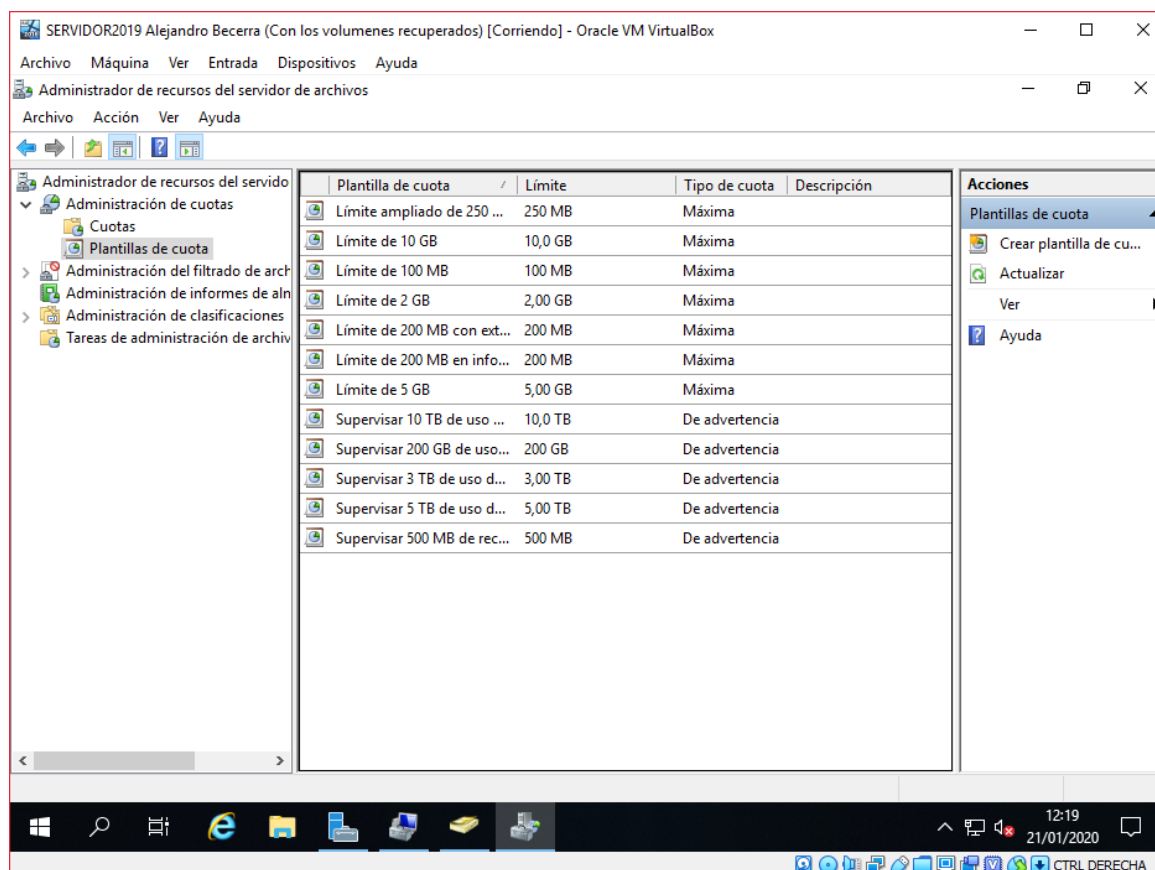 SERVIDOR2019 Alejandro Becerra (Con los volumenes recuperados) [Corriendo] - Oracle VM VirtualBox
Archivo Máquina Ver Entrada Dispositivos Ayuda
Administrador de recursos del servidor de archivos
Archivo Acción Ver Ayuda
Administrador de recursos del servido
Administración de cuotas
Cuotas
Plantillas de cuota
Administración del filtrado de arch
Administración de informes de aln
Administración de clasificaciones
Tareas de administración de archiv
Plantilla de cuota Límite Tipo de cuota Descripción
Límite ampliado de 250 ... 250 MB Máxima
Límite de 10 GB 10,0 GB Máxima
Límite de 100 MB 100 MB Máxima
Límite de 2 GB 2,00 GB Máxima
Límite de 200 MB con ext... 200 MB Máxima
Límite de 200 MB en info... 200 MB Máxima
Límite de 5 GB 5,00 GB Máxima
Supervisar 10 TB de uso ... 10,0 TB De advertencia
Supervisar 200 GB de uso... 200 GB De advertencia
Supervisar 3 TB de uso d... 3,00 TB De advertencia
Supervisar 5 TB de uso d... 5,00 TB De advertencia
Supervisar 500 MB de rec... 500 MB De advertencia
Acciones
Plantillas de cuota
Crear plantilla de cu...
Actualizar
Ver
Ayuda
12:19
21/01/2020
CTRL DERECHA